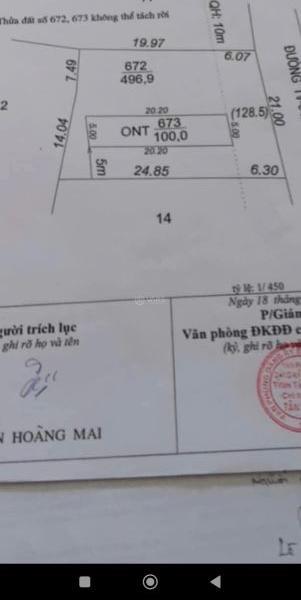 Thửa đất số 672, 673 không thể tách rời
QH: 10m
19.97
6.07
7.49
672
496,9
2
21.00
ĐƯỜNG
14.04
20.20
(128.5)
5.00
ONT 673
100,0
5.00
20.20
5m
24.85
6.30
14
tỷ lệ: 1/ 450
Ngày 18 tháng
P/Giám
Người trích lục
ghi rõ họ và tên
Văn phòng ĐKĐĐ
(ký, ghi rõ họ
HOÀNG MAI